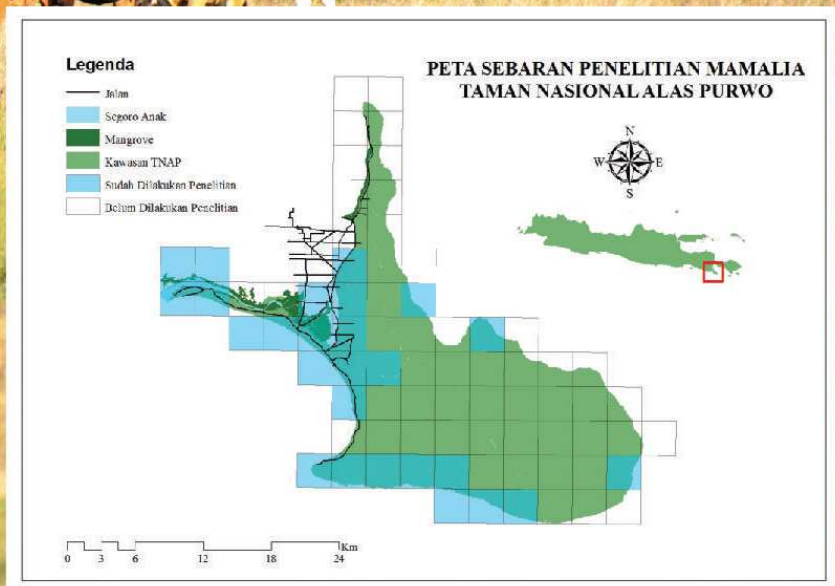 Legenda
Jalan
Segoro Anak
Mangrove
Kawasan TNAP
Sudah Dilakukan Penelitian
Belum Dilakukan Penelitian
PETA SEBARAN PENELITIAN MAMALIA
TAMAN NASIONAL ALAS PURWO
N
W E
S
Km
0 3 6 12 18 24